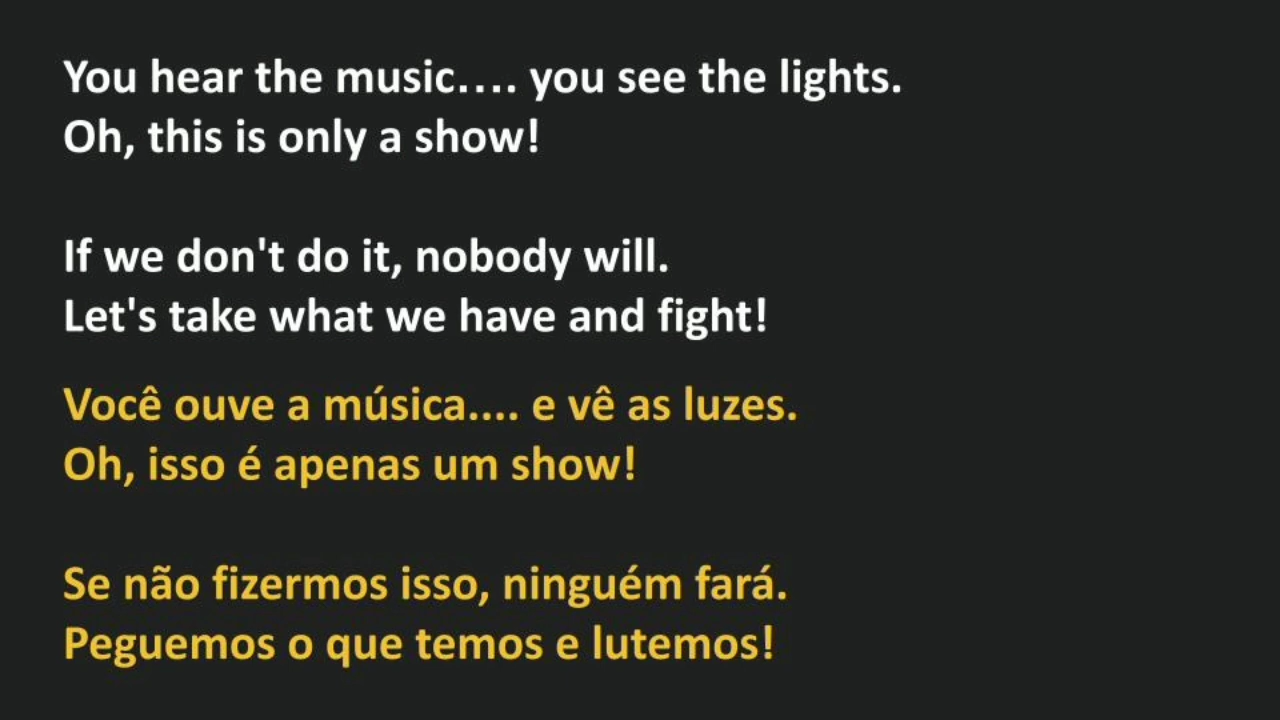 You hear the music…. you see the lights.
Oh, this is only a show!
If we don't do it, nobody will.
Let's take what we have and fight!
Você ouve a música.... e vê as luzes.
Oh, isso é apenas um show!
Se não fizermos isso, ninguém fará.
Peguemos o que temos e lutemos!